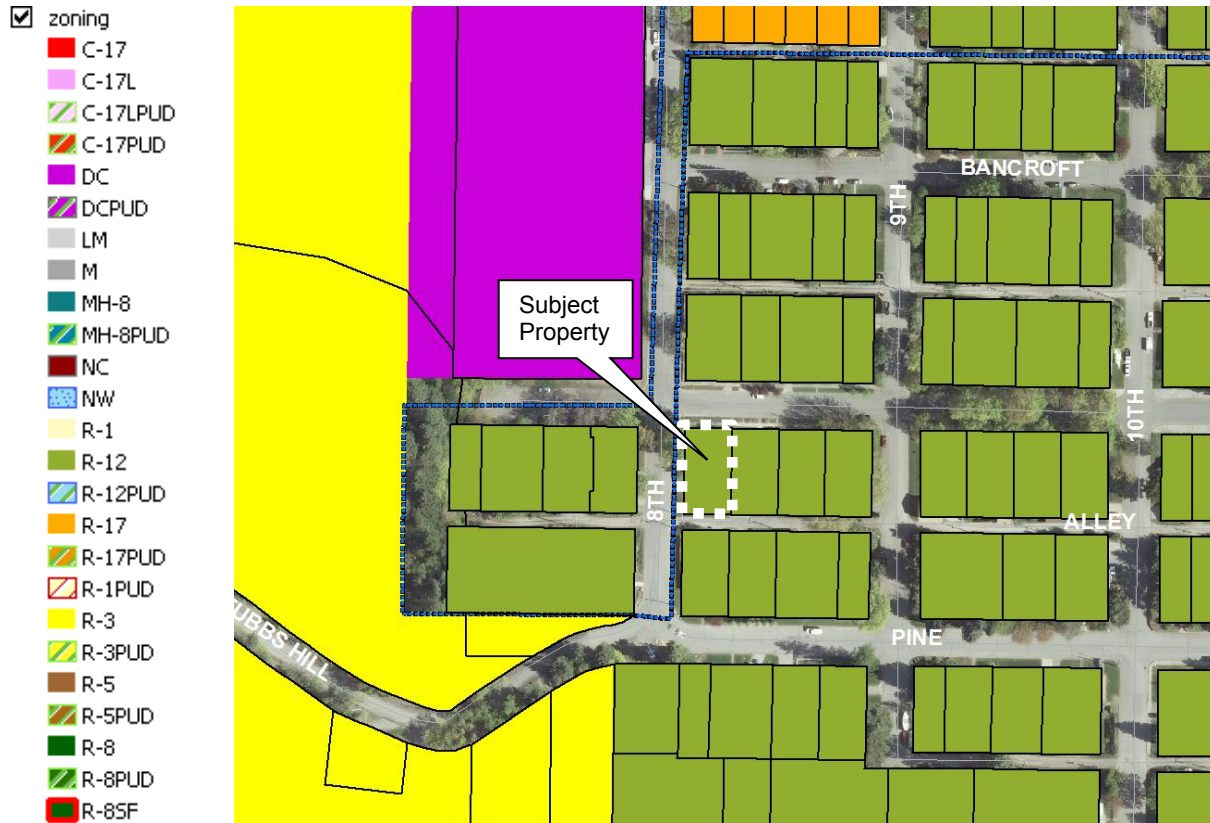 zoning
C-17
C-17L
C-17LPUD
C-17PUD
DC
DCPUD
LM
M
MH-8
MH-8PUD
NC
NW
R-1
R-12
R-12PUD
R-17
R-17PUD
R-1PUD
R-3
R-3PUD
R-5
R-5PUD
R-8
R-8PUD
R-8SF
BANCROFT
9TH
Subject
Property
10TH
8TH
ALLEY
PINE
UBBS HILL